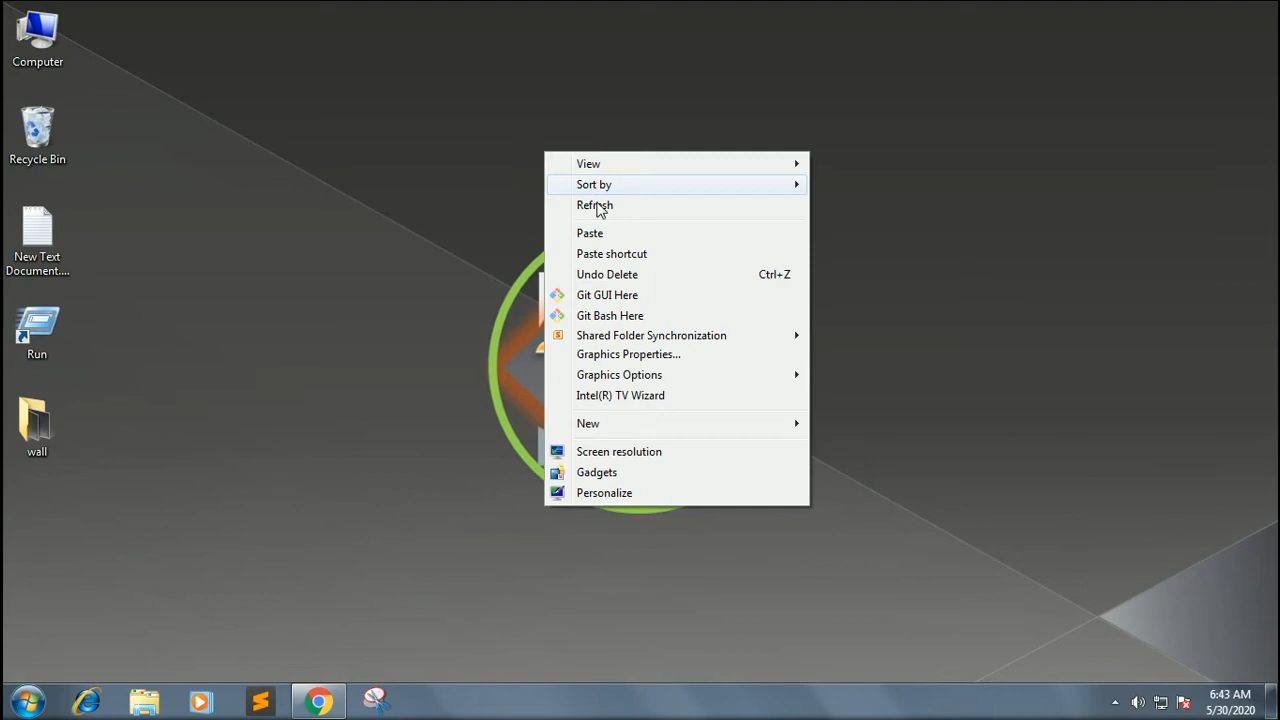 Computer
Recycle Bin
New Text
Document....
Run
wall
View
Sort by
Refresh
Paste
Paste shortcut
Undo Delete Ctrl+Z
Git GUI Here
Git Bash Here
Shared Folder Synchronization
Graphics Properties...
Graphics Options
Intel(R) TV Wizard
New
Screen resolution
Gadgets
Personalize
6:43 AM
5/30/2020